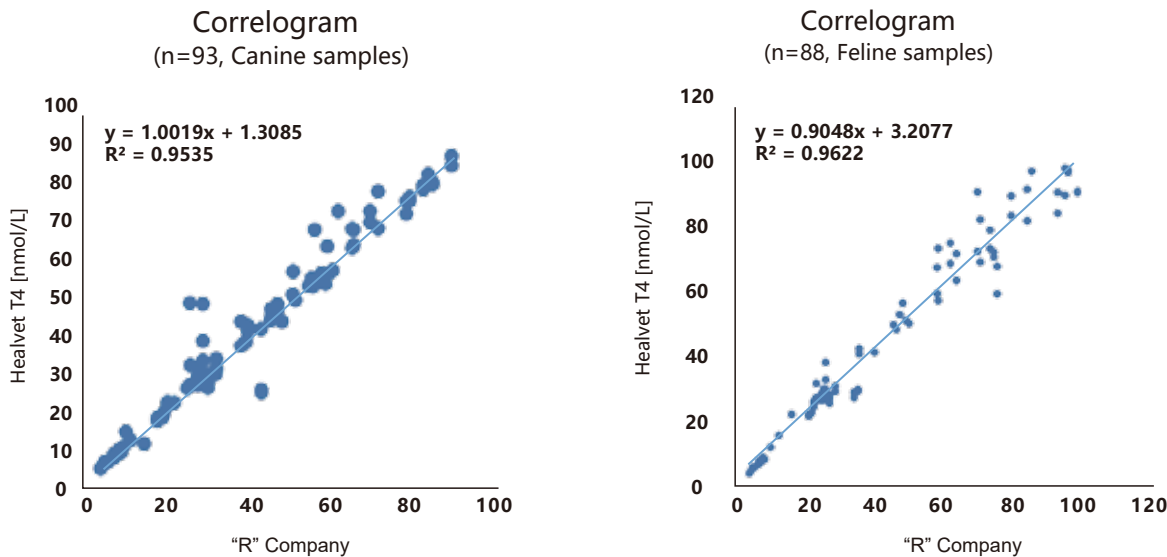 Correlogram
(n=93, Canine samples)
y = 1.0019x + 1.3085
R² = 0.9535
Healvet T4 [nmol/L]
100
90
80
70
60
50
40
30
20
10
0
0 20 40 60 80 100
“R” Company
Correlogram
(n=88, Feline samples)
y = 0.9048x + 3.2077
R² = 0.9622
Healvet T4 [nmol/L]
120
100
80
60
40
20
0
0 20 40 60 80 100 120
“R” Company